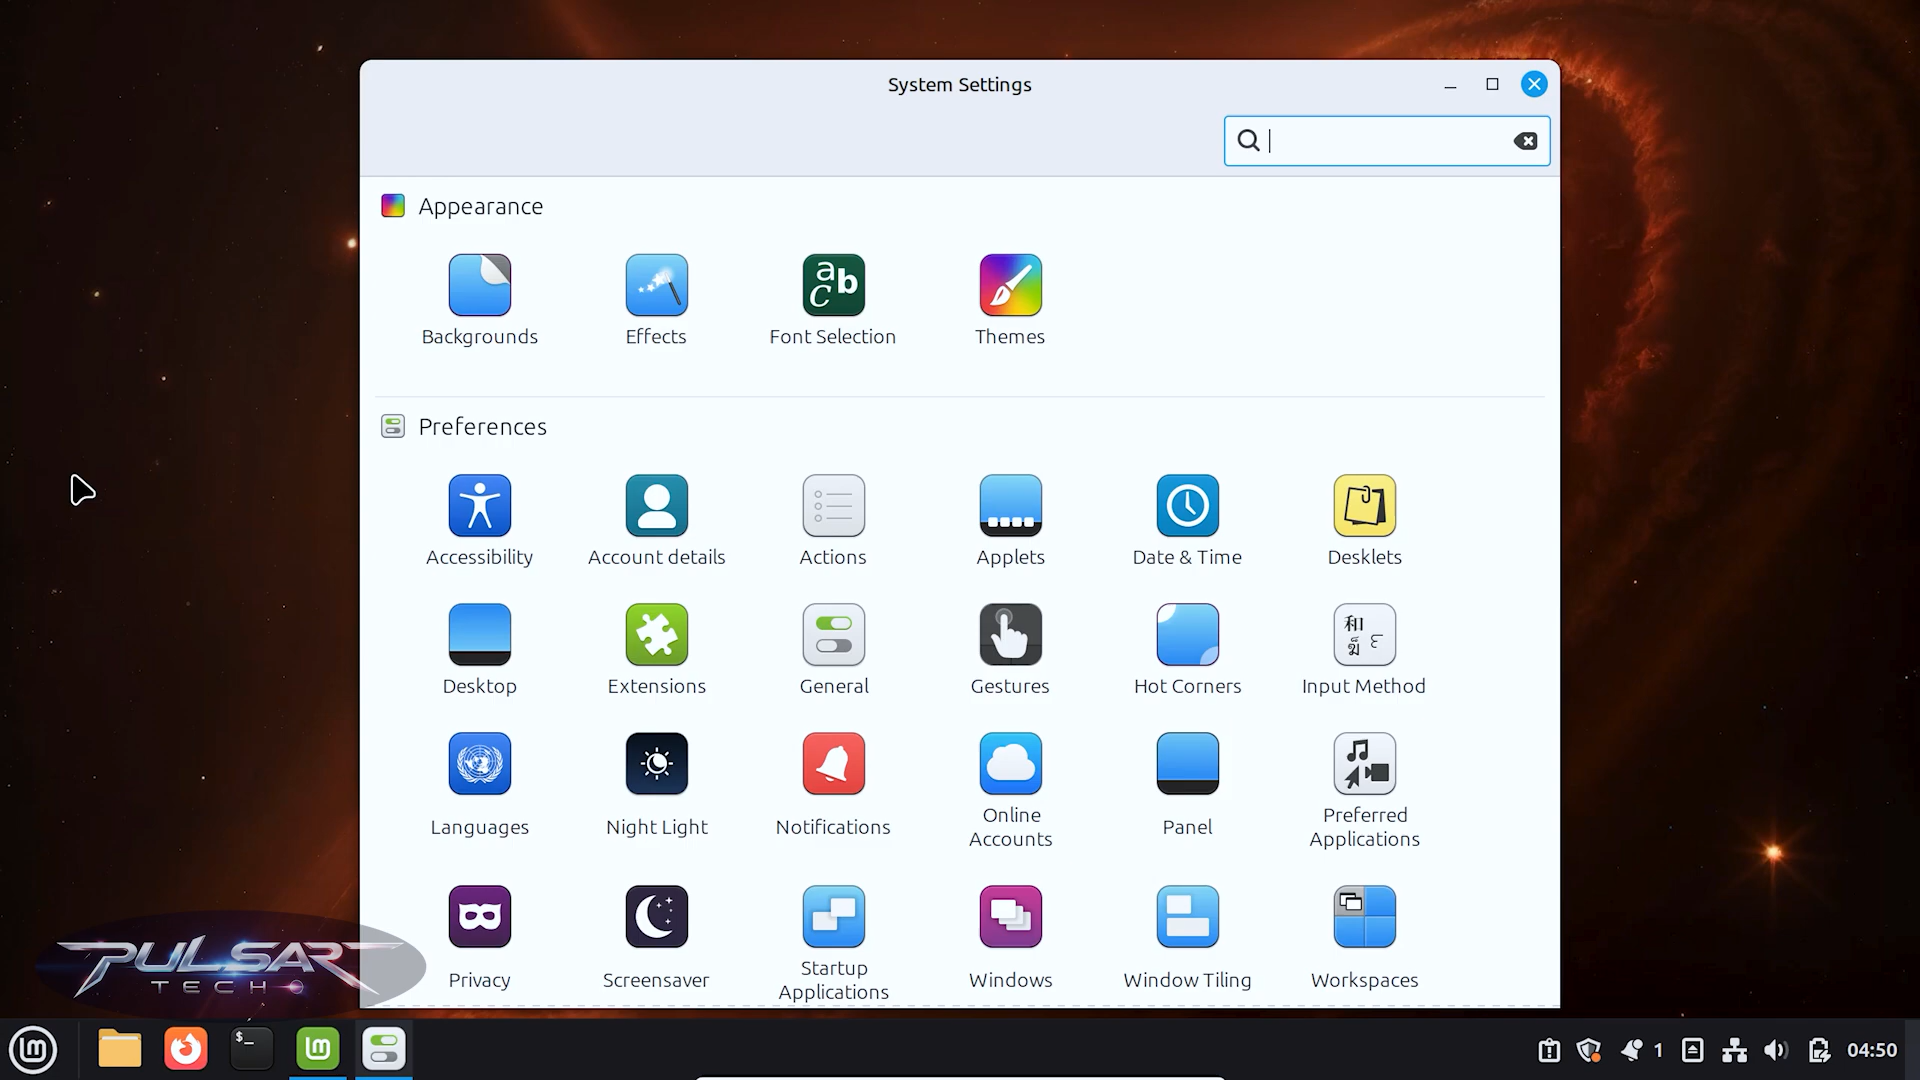 System Settings
Appearance
Backgrounds
Effects
a b c
Font Selection
Themes
Preferences
Accessibility
Account details
Actions
Applets
Date & Time
Desklets
Desktop
Extensions
General
Gestures
Hot Corners
Input Method
Languages
Night Light
Notifications
Online
Accounts
Panel
Preferred
Applications
Privacy
Screensaver
Startup
Applications
Windows
Window Tiling
Workspaces
PULSAR
TECH
$_
1
04:50